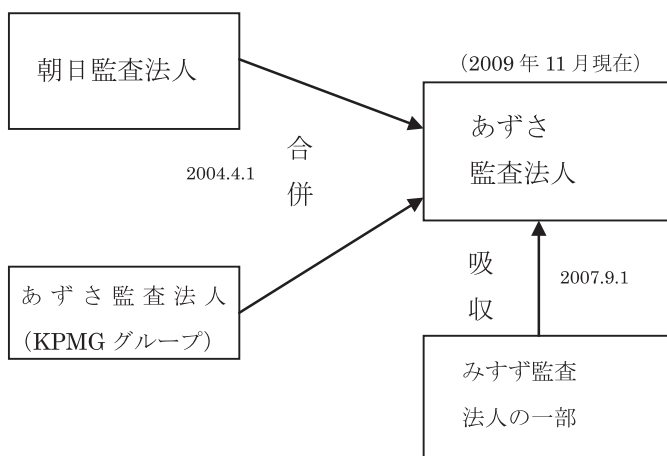 朝日監査法人
(2009年11月現在)
あずさ
監査法人
合併
2004.4.1
あずさ監査法人
(KPMGグループ)
吸収
2007.9.1
みすず監査
法人の一部